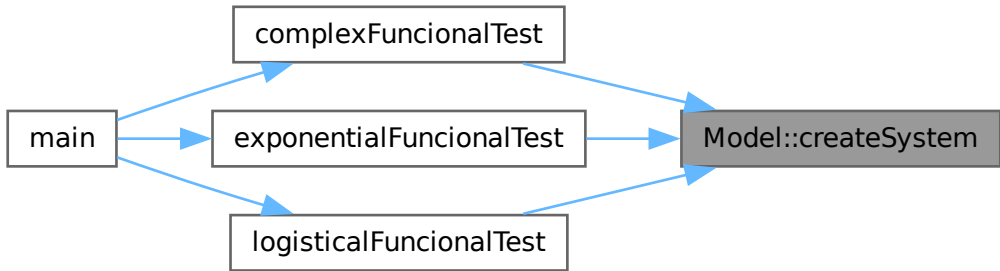 complexFuncionalTest
main
exponentialFuncionalTest
Model::createSystem
logisticalFuncionalTest